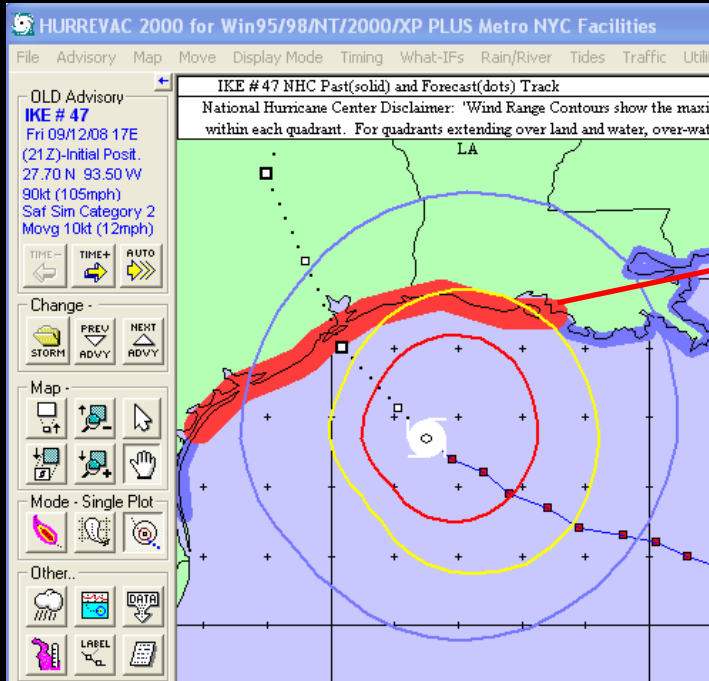 HURREVAC 2000 for Win95/98/NT/2000/XP PLUS Metro NYC Facilities
File Advisory Map Move Display Mode Timing What-IFs Rain/River Tides Traffic Utili
OLD Advisory
IKE # 47
Fri 09/12/08 17E
(21Z)-Initial Posit.
27.70 N 93.50 W
90kt (105mph)
Saf Sim Category 2
Movg 10kt (12mph)
TIME- TIME+ AUTO
Change -
STORM PREV ADVY NEXT ADVY
Map -
Mode - Single Plot
Other..
DATA
LABEL
IKE # 47 NHC Past(solid) and Forecast(dots) Track
National Hurricane Center Disclaimer: 'Wind Range Contours show the maxi
within each quadrant. For quadrants extending over land and water, over-wat
LA